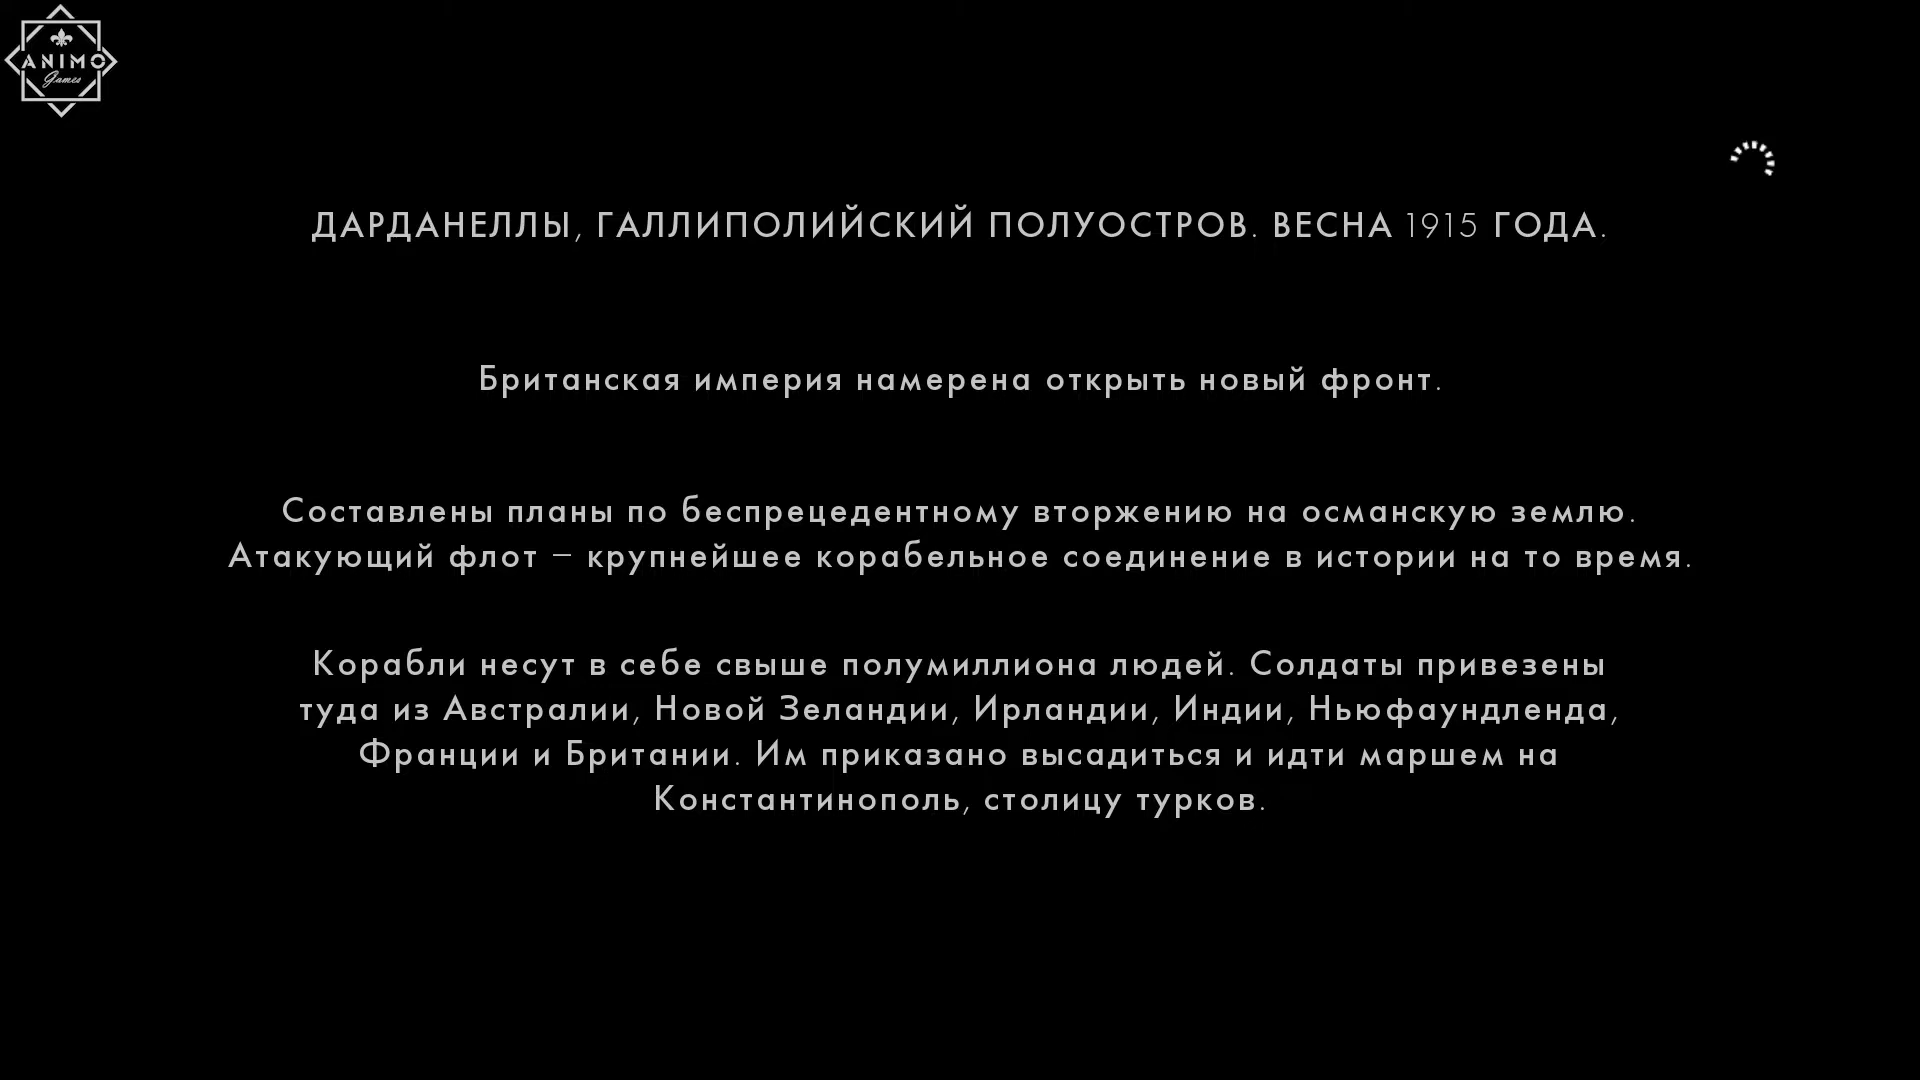 ANIMO
Games
ДАРДАНЕЛЛЫ, ГАЛЛИПОЛИЙСКИЙ ПОЛУОСТРОВ. ВЕСНА 1915 ГОДА.
Британская империя намерена открыть новый фронт.
Составлены планы по беспрецедентному вторжению на османскую землю.
Атакующий флот – крупнейшее корабельное соединение в истории на то время.
Корабли несут в себе свыше полумиллиона людей. Солдаты привезены
туда из Австралии, Новой Зеландии, Ирландии, Индии, Ньюфаундленда,
Франции и Британии. Им приказано высадиться и идти маршем на
Константинополь, столицу турков.